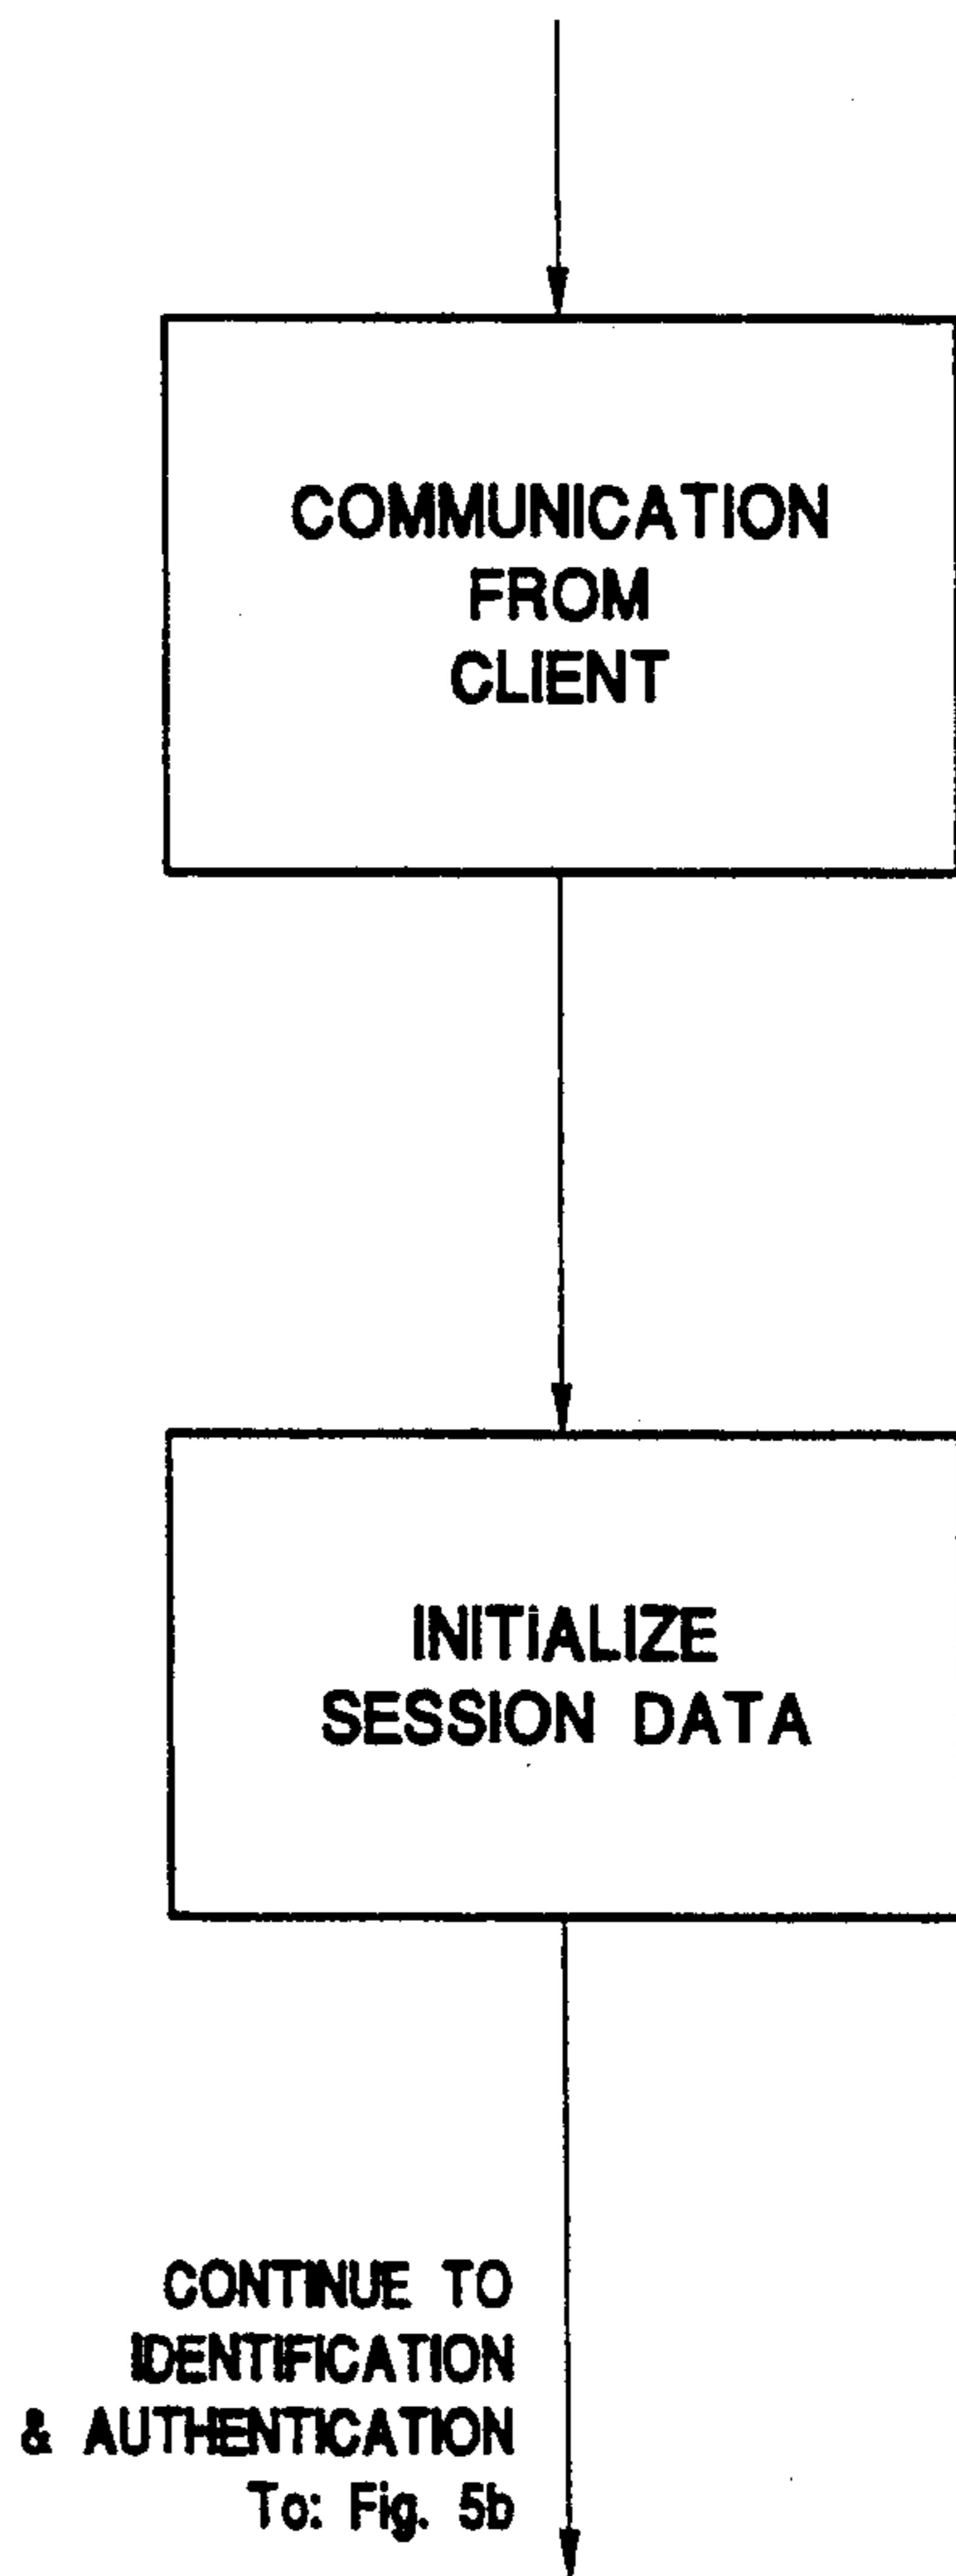 COMMUNICATION
FROM
CLIENT
INITIALIZE
SESSION DATA
CONTINUE TO
IDENTIFICATION
& AUTHENTICATION
To: Fig. 5b